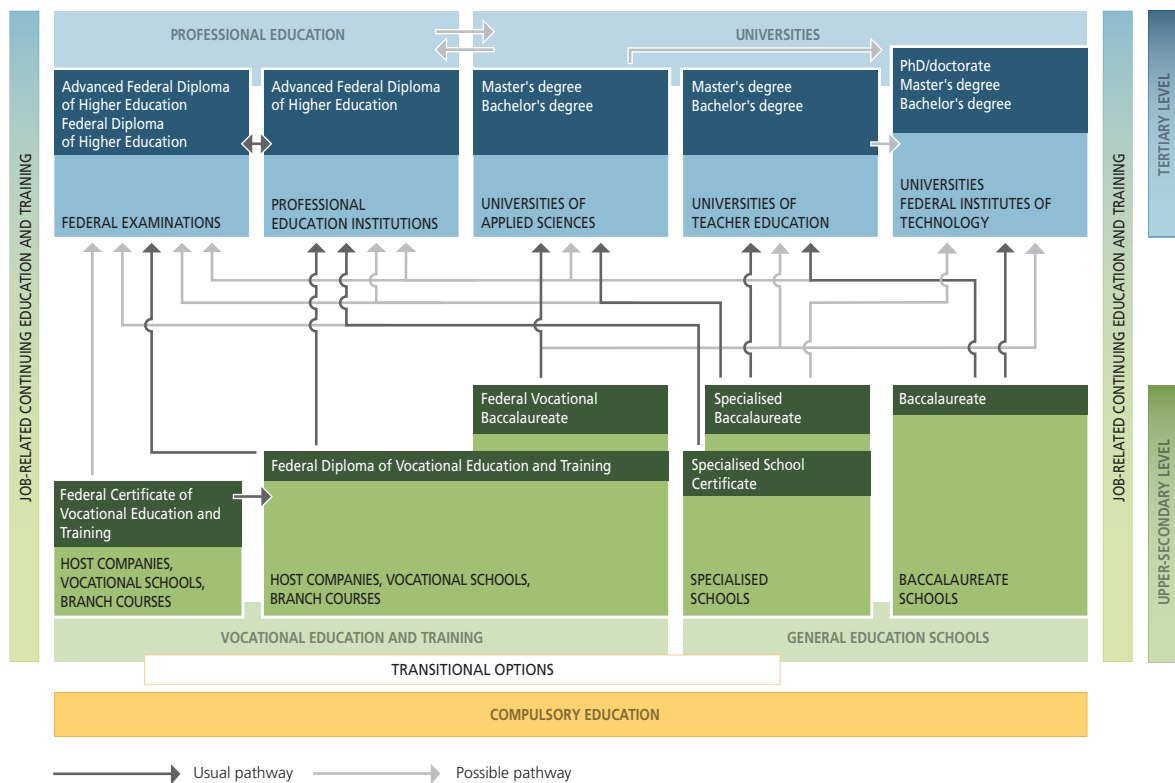 PROFESSIONAL EDUCATION
UNIVERSITIES
Advanced Federal Diploma
of Higher Education
Federal Diploma
of Higher Education
FEDERAL EXAMINATIONS
Advanced Federal Diploma
of Higher Education
PROFESSIONAL
EDUCATION INSTITUTIONS
Master's degree
Bachelor's degree
UNIVERSITIES OF
APPLIED SCIENCES
Master's degree
Bachelor's degree
UNIVERSITIES OF
TEACHER EDUCATION
PhD/doctorate
Master's degree
Bachelor's degree
UNIVERSITIES
FEDERAL INSTITUTES OF
TECHNOLOGY
JOB-RELATED CONTINUING EDUCATION AND TRAINING
JOB-RELATED CONTINUING EDUCATION AND TRAINING
TERTIARY LEVEL
UPPER-SECONDARY LEVEL
Federal Vocational
Baccalaureate
Specialised
Baccalaureate
Baccalaureate
Federal Diploma of Vocational Education and Training
Specialised School
Certificate
Federal Certificate of
Vocational Education and
Training
HOST COMPANIES,
VOCATIONAL SCHOOLS,
BRANCH COURSES
HOST COMPANIES, VOCATIONAL SCHOOLS,
BRANCH COURSES
SPECIALISED
SCHOOLS
BACCALAUREATE
SCHOOLS
VOCATIONAL EDUCATION AND TRAINING
GENERAL EDUCATION SCHOOLS
TRANSITIONAL OPTIONS
COMPULSORY EDUCATION
Usual pathway
Possible pathway